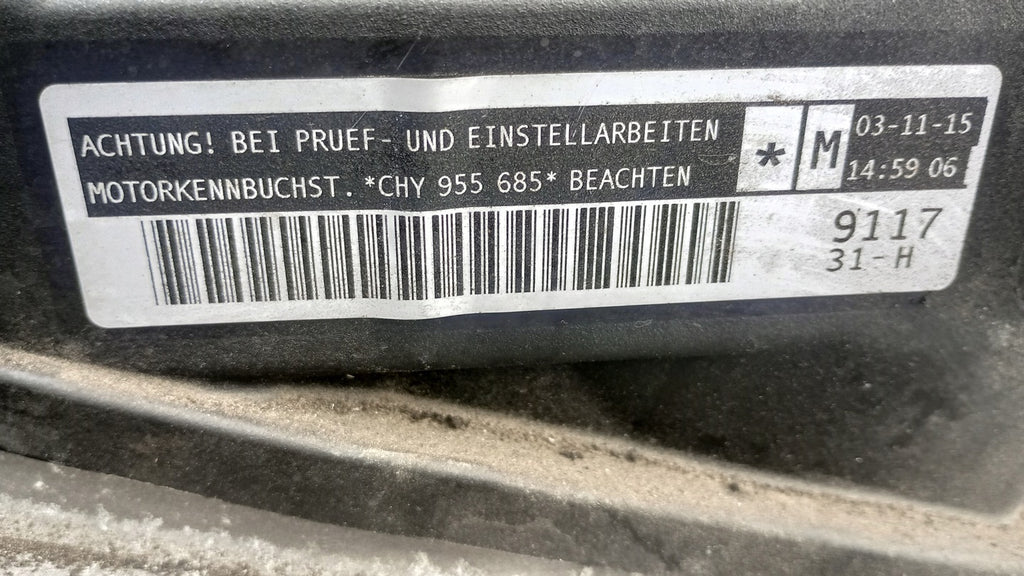 ACHTUNG! BEI PRUEF- UND EINSTELLARBEITEN
MOTORKENNBUCHST. *CHY 955 685* BEACHTEN
* M
03-11-15
14:59 06
9117
31-H